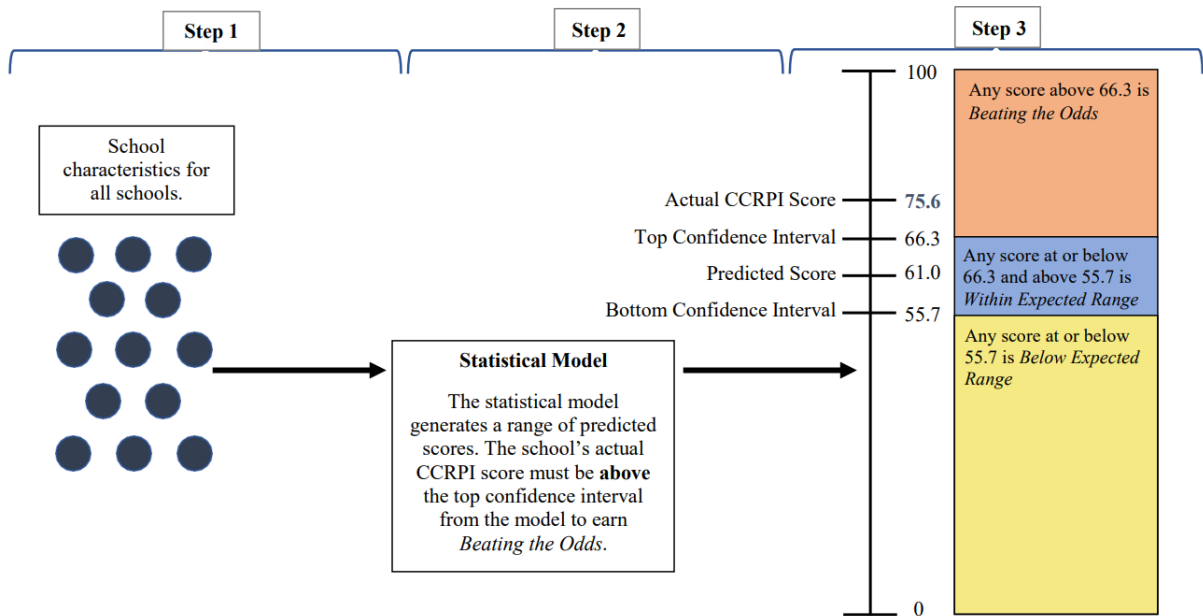 Step 1
Step 2
Step 3
School
characteristics for
all schools.
Statistical Model
The statistical model
generates a range of predicted
scores. The school’s actual
CCRPI score must be above
the top confidence interval
from the model to earn
Beating the Odds.
100
Actual CCRPI Score 75.6
Top Confidence Interval 66.3
Predicted Score 61.0
Bottom Confidence Interval 55.7
0
Any score above 66.3 is
Beating the Odds
Any score at or below
66.3 and above 55.7 is
Within Expected Range
Any score at or below
55.7 is Below Expected
Range